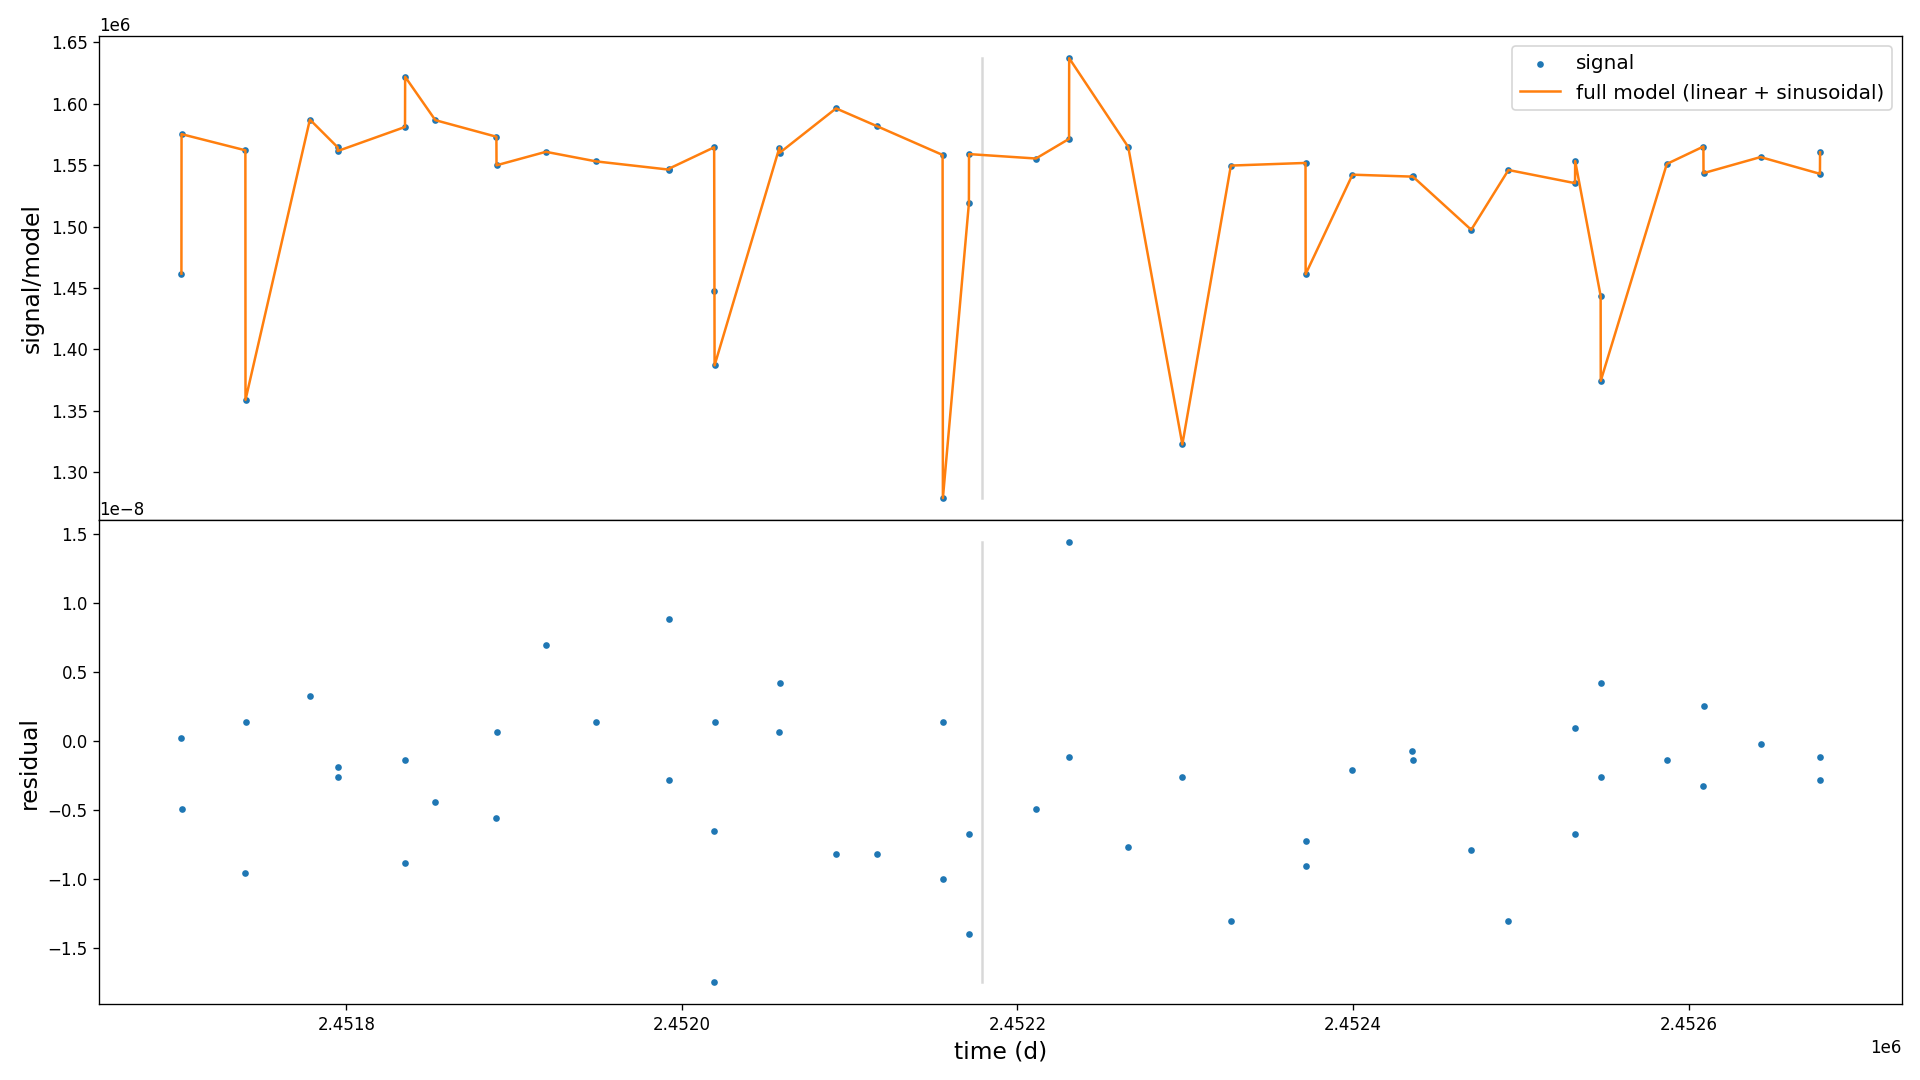 1e6
1.65
1.60
1.55
1.50
1.45
1.40
1.35
1.30
signal/model
signal
full model (linear + sinusoidal)
1e−8
1.5
1.0
0.5
0.0
−0.5
−1.0
−1.5
residual
2.4518
2.4520
2.4522
2.4524
2.4526
time (d)
1e6